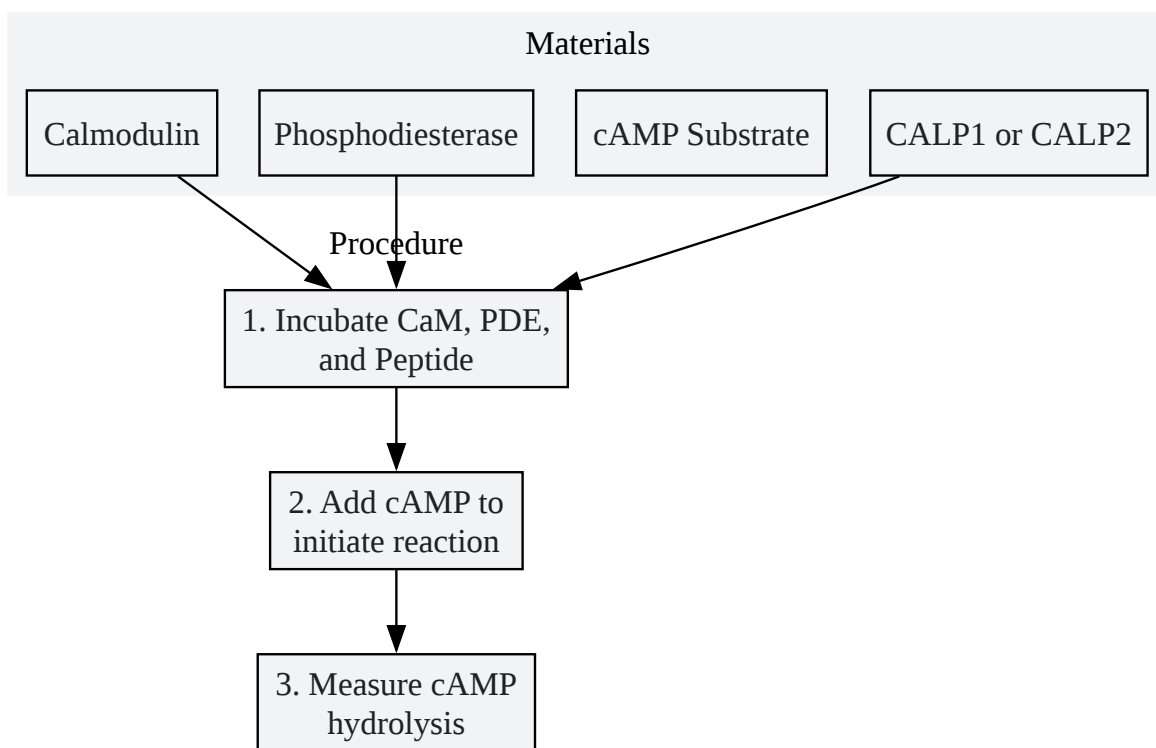 Materials
Calmodulin
Phosphodiesterase
cAMP Substrate
CALP1 or CALP2
Procedure
1. Incubate CaM, PDE,
and Peptide
2. Add cAMP to
initiate reaction
3. Measure cAMP
hydrolysis